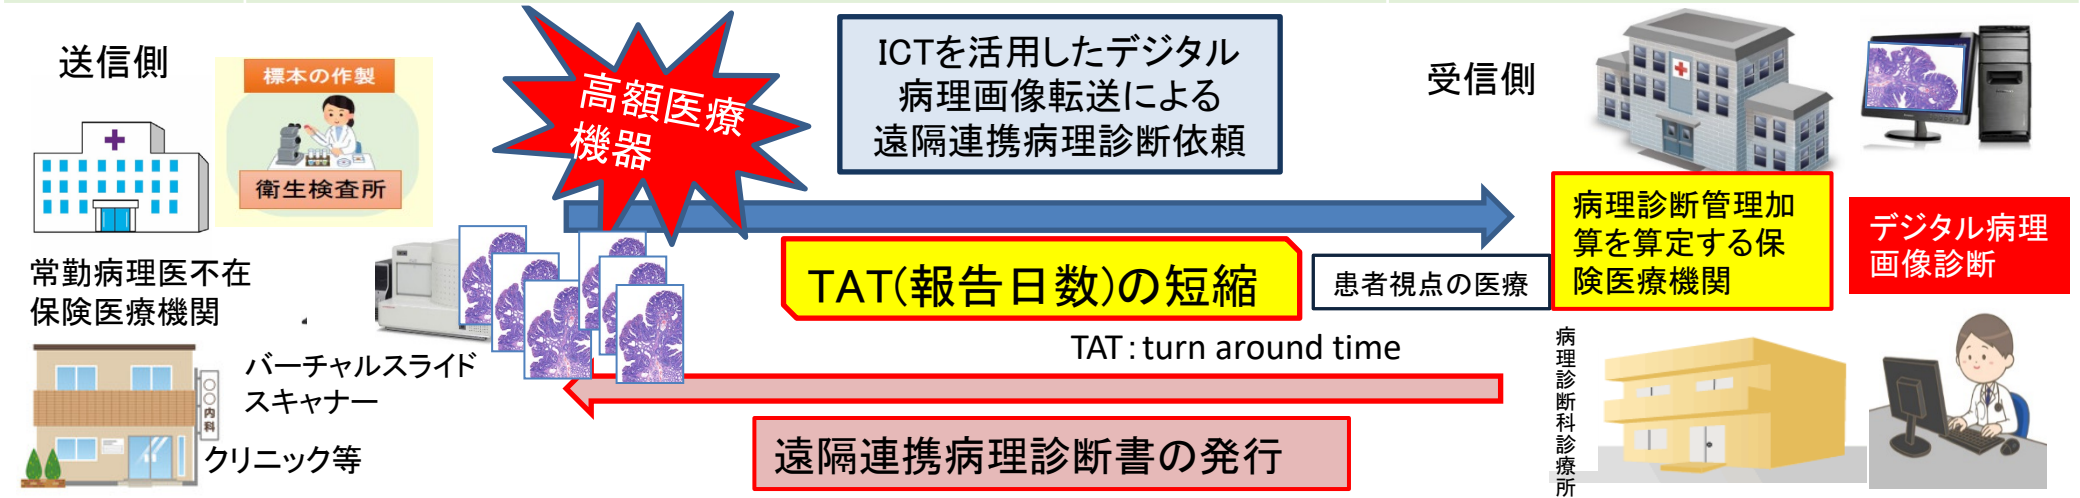 送信側
標本の作製
衛生検査所
常勤病理医不在
保険医療機関
バーチャルスライド
スキャナー
〇〇内科
クリニック等
高額医療
機器
ICTを活用したデジタル
病理画像転送による
遠隔連携病理診断依頼
TAT(報告日数)の短縮
患者視点の医療
TAT：turn around time
遠隔連携病理診断書の発行
受信側
病理診断管理加
算を算定する保
険医療機関
デジタル病理
画像診断
病理診断科診療所